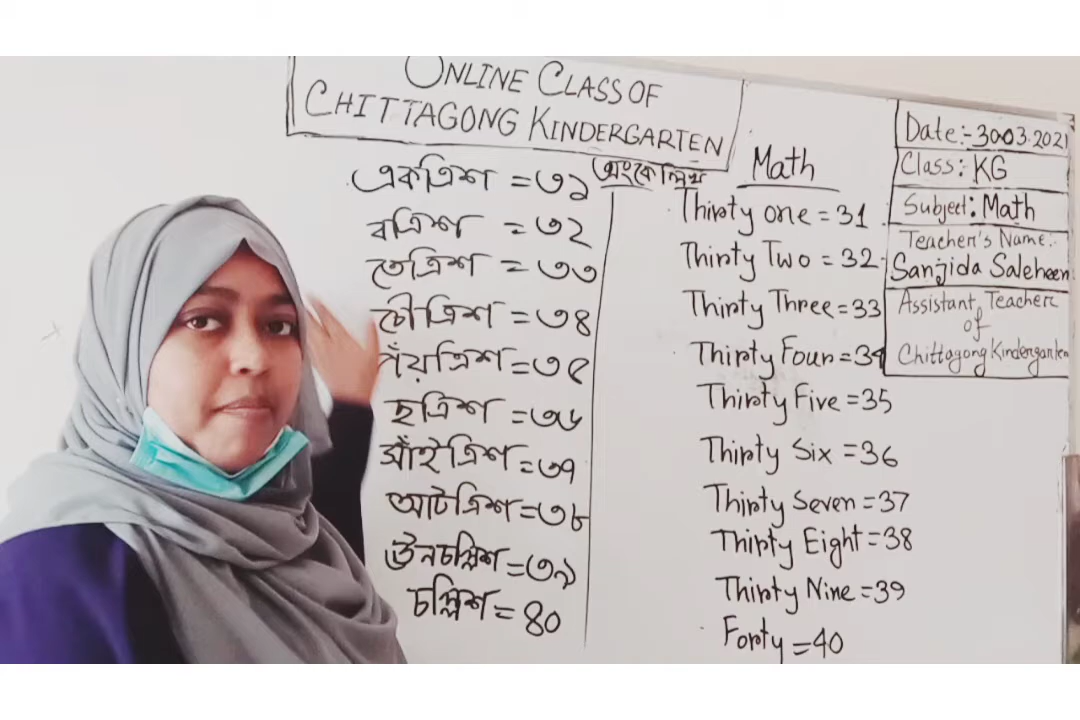 ONLINE CLASS OF
CHITTAGONG KINDERGARTEN
অংকে লিখ
একত্রিশ = ৩১
বত্রিশ = ৩২
তেত্রিশ = ৩৩
চৌত্রিশ = ৩৪
পঁয়ত্রিশ = ৩৫
ছত্রিশ = ৩৬
সাঁইত্রিশ = ৩৭
আটত্রিশ = ৩৮
ঊনচল্লিশ = ৩৯
চল্লিশ = ৪০
Math
Thirty one = 31
Thirty Two = 32
Thirty Three = 33
Thirty Four = 34
Thirty Five = 35
Thirty Six = 36
Thirty Seven = 37
Thirty Eight = 38
Thirty Nine = 39
Forty = 40
Date:- 30.03.2021
Class: KG
Subject: Math
Teacher's Name:
Sanjida Saleheen
Assistant Teacher
of
Chittagong Kindergarten